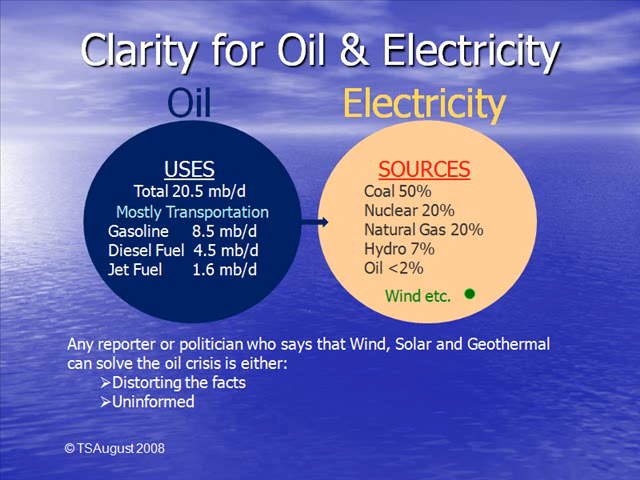 Clarity for Oil & Electricity
Oil
Electricity
USES
Total 20.5 mb/d
Mostly Transportation
Gasoline 8.5 mb/d
Diesel Fuel 4.5 mb/d
Jet Fuel 1.6 mb/d
SOURCES
Coal 50%
Nuclear 20%
Natural Gas 20%
Hydro 7%
Oil <2%
Wind etc.
Any reporter or politician who says that Wind, Solar and Geothermal
can solve the oil crisis is either:
➢Distorting the facts
➢Uninformed
© TSAugust 2008